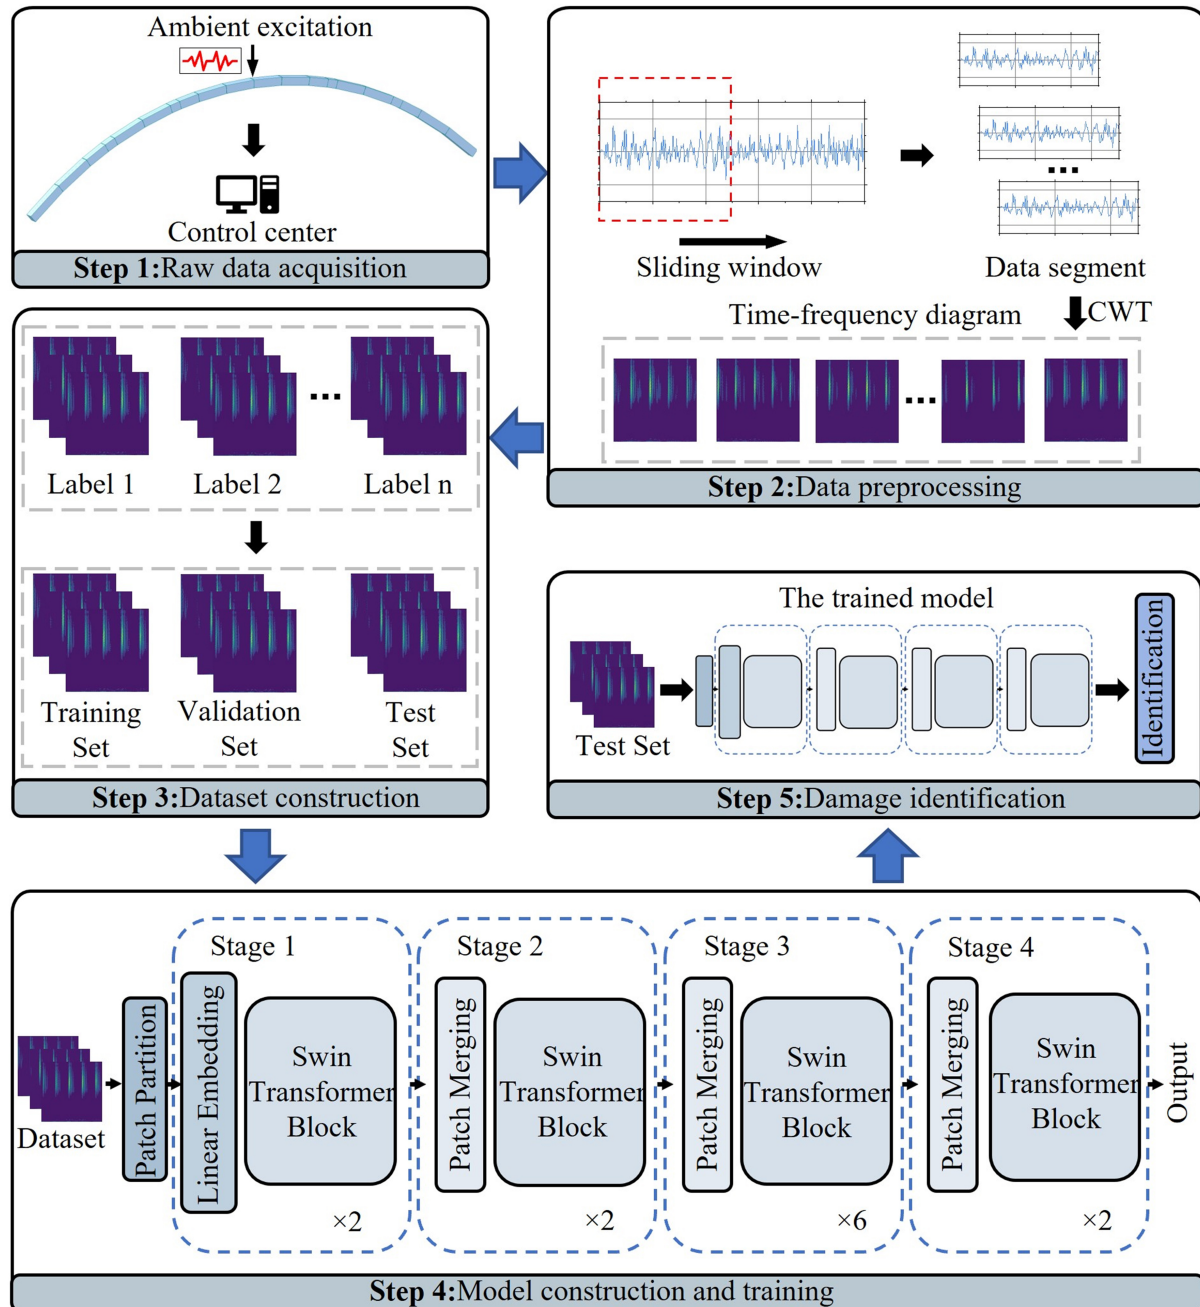 Ambient excitation
Control center
Step 1:Raw data acquisition
Sliding window
Data segment
CWT
Time-frequency diagram
Step 2:Data preprocessing
Label 1
Label 2
Label n
Training
Set
Validation
Set
Test
Set
Step 3:Dataset construction
Dataset
Patch Partition
Stage 1
Linear Embedding
Swin
Transformer
Block
×2
Stage 2
Patch Merging
Swin
Transformer
Block
×2
Stage 3
Patch Merging
Swin
Transformer
Block
×6
Stage 4
Patch Merging
Swin
Transformer
Block
×2
Output
Step 4:Model construction and training
The trained model
Test Set
Identification
Step 5:Damage identification